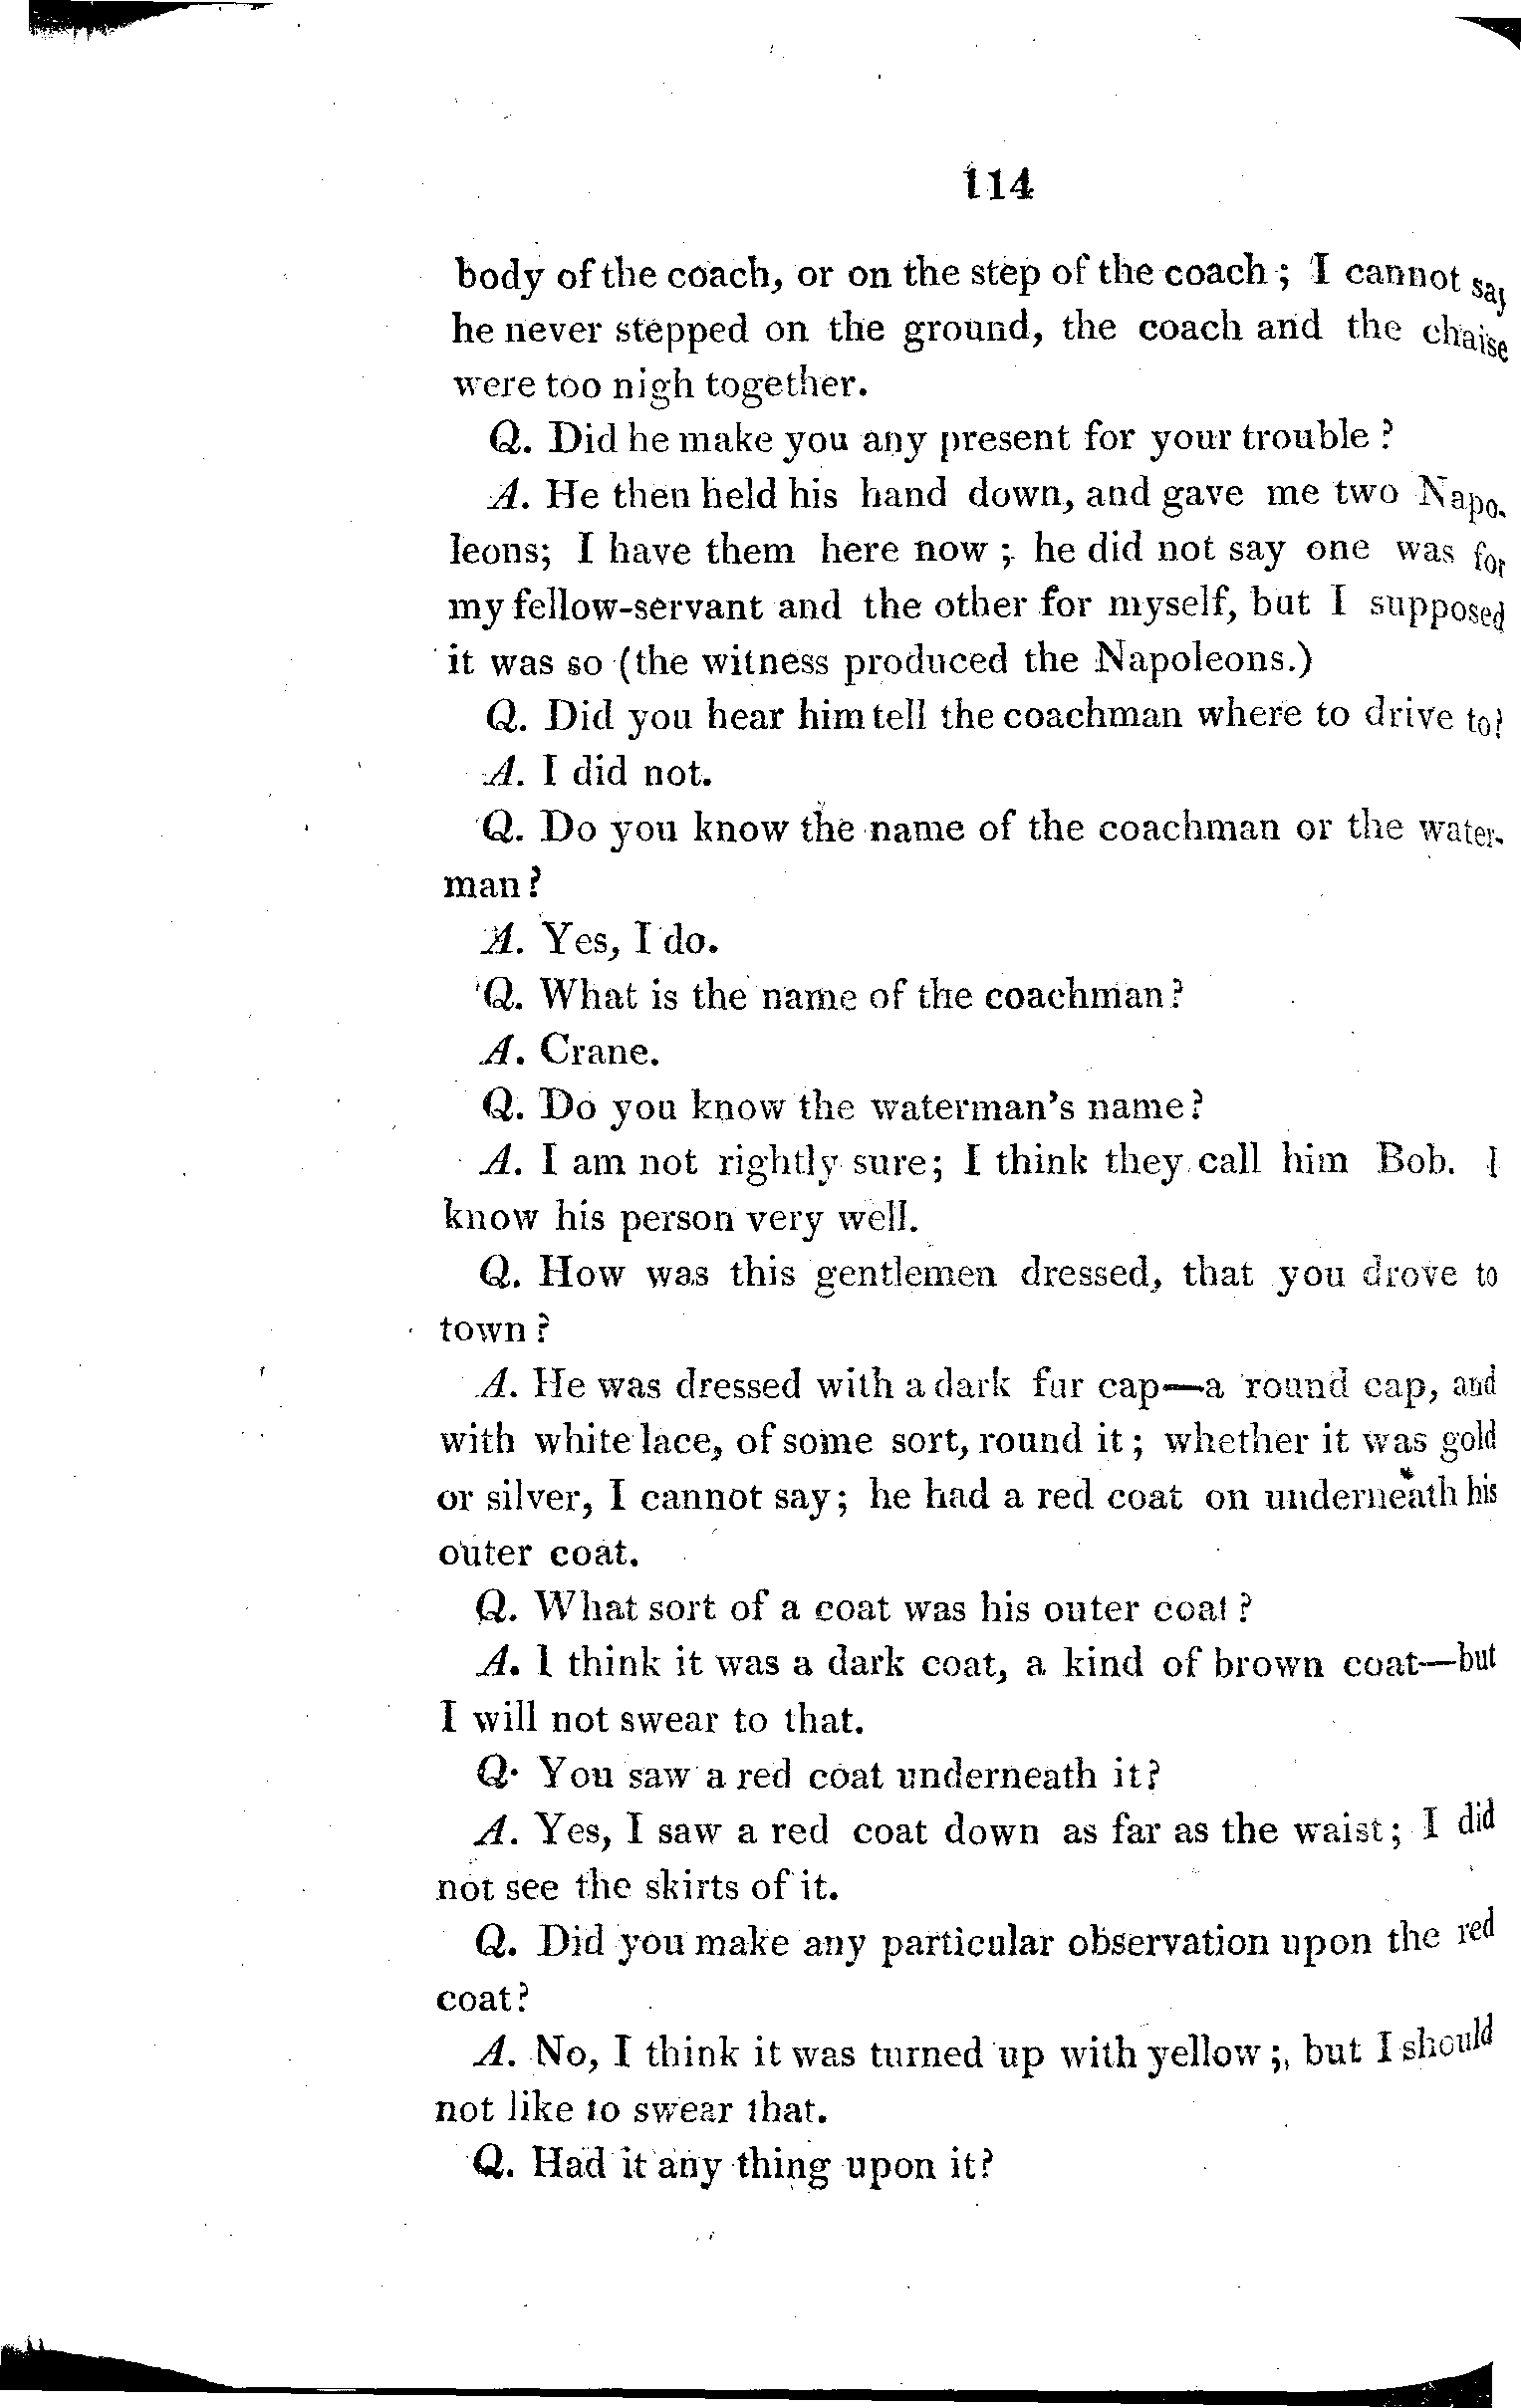 114
body of the coach, or on the step of the coach; I cannot say
he never stepped on the ground, the coach and the chaise
were too nigh together.
Q. Did he make you any present for your trouble?
A. He then held his hand down, and gave me two Napo-
leons; I have them here now; he did not say one was for
my fellow-servant and the other for myself, but I supposed
it was so (the witness produced the Napoleons.)
Q. Did you hear him tell the coachman where to drive to?
A. I did not.
Q. Do you know the name of the coachman or the water-
man?
A. Yes, I do.
Q. What is the name of the coachman?
A. Crane.
Q. Do you know the waterman's name?
A. I am not rightly sure; I think they call him Bob. I
know his person very well.
Q. How was this gentlemen dressed, that you drove to
town?
A. He was dressed with a dark fur cap—a round cap, and
with white lace, of some sort, round it; whether it was gold
or silver, I cannot say; he had a red coat on underneath his
outer coat.
Q. What sort of a coat was his outer coat?
A. I think it was a dark coat, a kind of brown coat—but
I will not swear to that.
Q. You saw a red coat underneath it?
A. Yes, I saw a red coat down as far as the waist; I did
not see the skirts of it.
Q. Did you make any particular observation upon the red
coat?
A. No, I think it was turned up with yellow; but I should
not like to swear that.
Q. Had it any thing upon it?